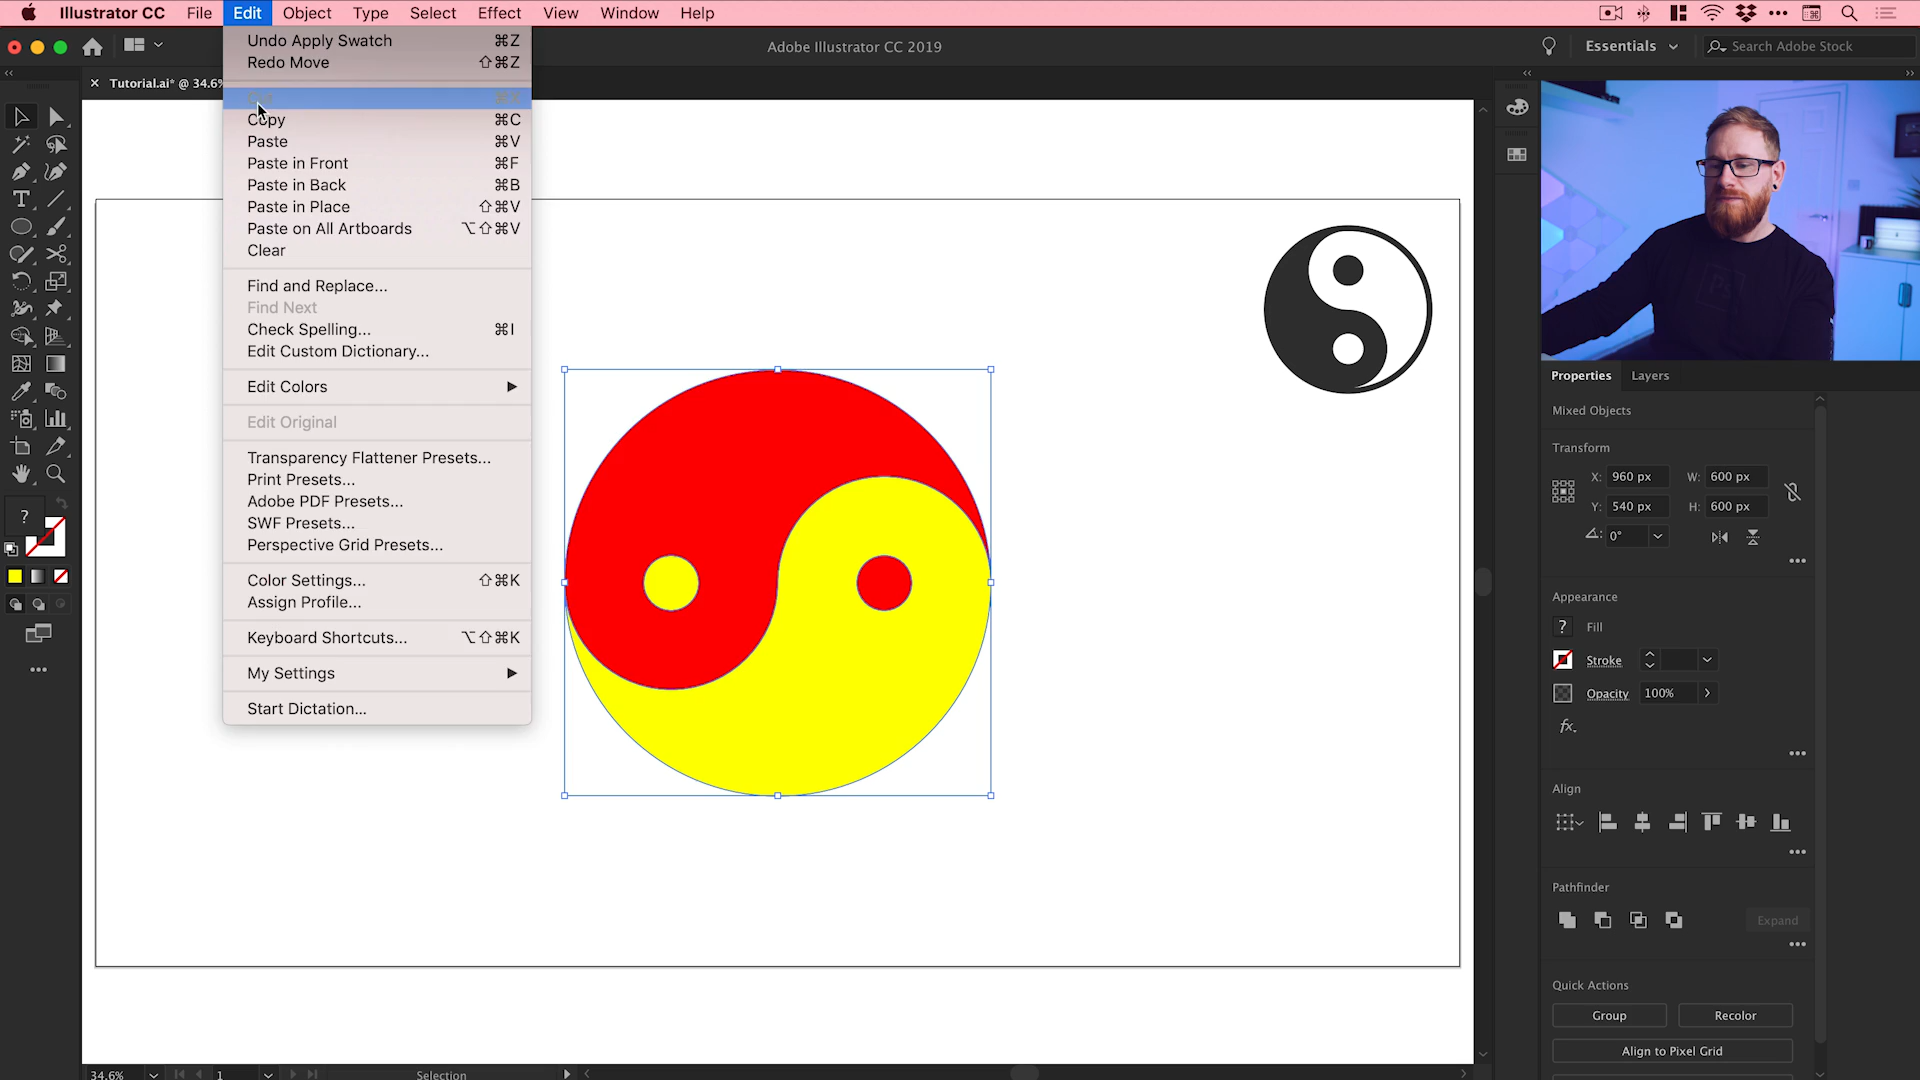 Illustrator CC File Edit Object Type Select Effect View Window Help
Adobe Illustrator CC 2019
Essentials
Search Adobe Stock
Tutorial.ai* @ 34.6%
Undo Apply Swatch ⌘Z
Redo Move ⇧⌘Z
Copy ⌘C
Paste ⌘V
Paste in Front ⌘F
Paste in Back ⌘B
Paste in Place ⇧⌘V
Paste on All Artboards ⌥⇧⌘V
Clear
Find and Replace...
Find Next
Check Spelling... ⌘I
Edit Custom Dictionary...
Edit Colors
Edit Original
Transparency Flattener Presets...
Print Presets...
Adobe PDF Presets...
SWF Presets...
Perspective Grid Presets...
Color Settings... ⇧⌘K
Assign Profile...
Keyboard Shortcuts... ⌥⇧⌘K
My Settings
Start Dictation...
Properties Layers
Mixed Objects
Transform
X: 960 px W: 600 px
Y: 540 px H: 600 px
0°
Appearance
? Fill
Stroke
Opacity 100%
fx.
Align
Pathfinder
Expand
Quick Actions
Group Recolor
Align to Pixel Grid
?
34.6% 1 Selection